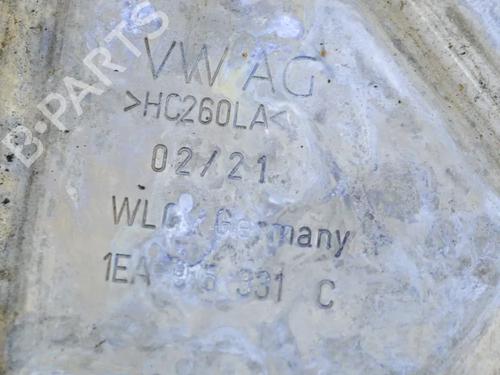 B-PARTS
VW AG
>HC260LA<
02/21
Germany
1EA 331 C